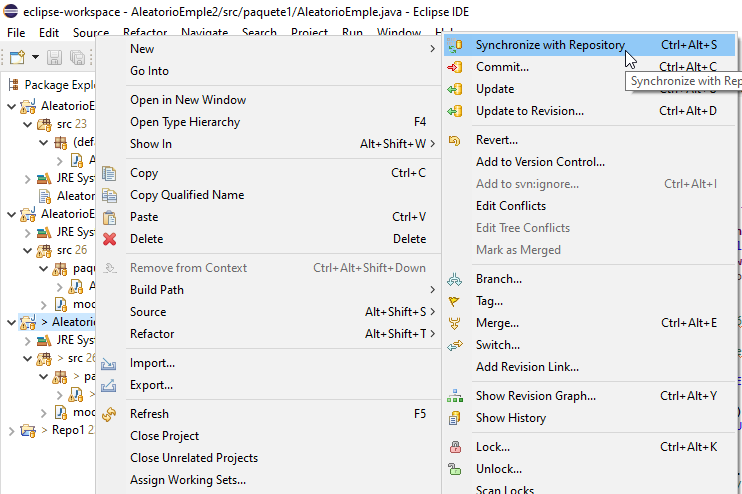 eclipse-workspace - AleatorioEmple2/src/paquete1/AleatorioEmple.java - Eclipse IDE
File Edit Source Refactor Navigate Search Project Run Window Help
Package Explo
AleatorioE
src 23
(defa
A
JRE Syst
Aleatorio
AleatorioE
JRE Syst
src 26
paqu
A
mod
> Aleatorio
JRE Syst
> src 26
> pa
>
mod
> Repo1 2
New
Go Into
Open in New Window
Open Type Hierarchy F4
Show In Alt+Shift+W
Copy Ctrl+C
Copy Qualified Name
Paste Ctrl+V
Delete Delete
Remove from Context Ctrl+Alt+Shift+Down
Build Path
Source Alt+Shift+S
Refactor Alt+Shift+T
Import...
Export...
Refresh F5
Close Project
Close Unrelated Projects
Assign Working Sets...
Synchronize with Repository Ctrl+Alt+S
Commit... Ctrl+Alt+C
Synchronize with Rep
Update Ctrl+Alt+U
Update to Revision... Ctrl+Alt+D
Revert...
Add to Version Control...
Add to svn:ignore... Ctrl+Alt+I
Edit Conflicts
Edit Tree Conflicts
Mark as Merged
Branch...
Tag...
Merge... Ctrl+Alt+E
Switch...
Add Revision Link...
Show Revision Graph... Ctrl+Alt+Y
Show History
Lock... Ctrl+Alt+K
Unlock...
Scan Locks